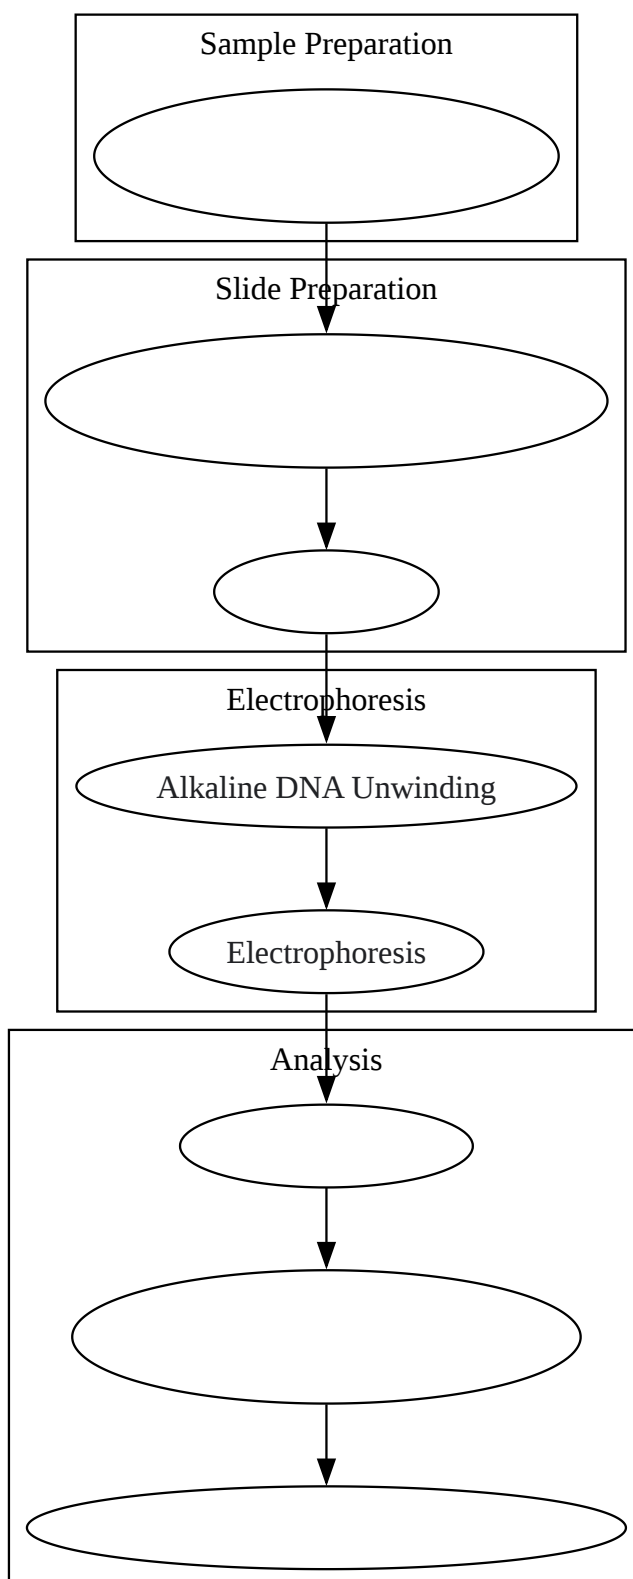 Sample Preparation
Slide Preparation
Electrophoresis
Alkaline DNA Unwinding
Electrophoresis
Analysis